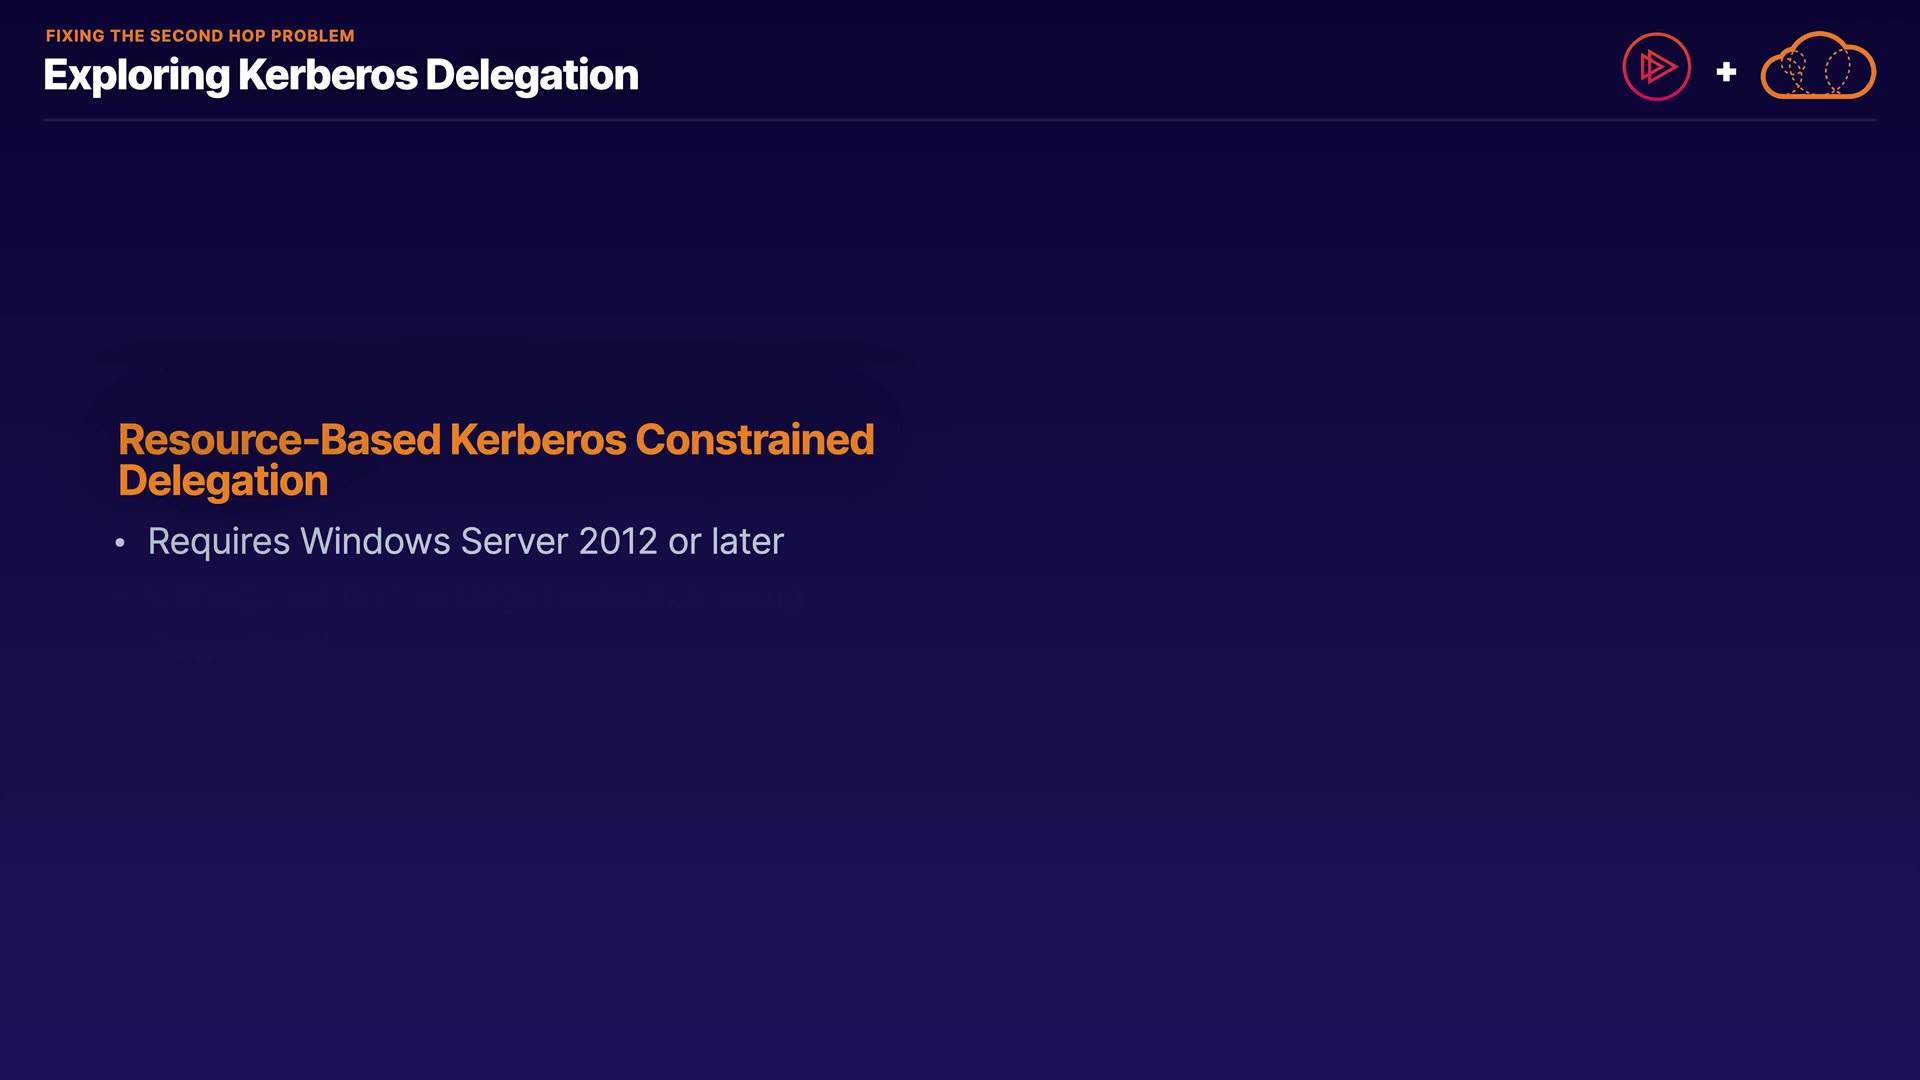 FIXING THE SECOND HOP PROBLEM
Exploring Kerberos Delegation
Resource-Based Kerberos Constrained
Delegation
• Requires Windows Server 2012 or later